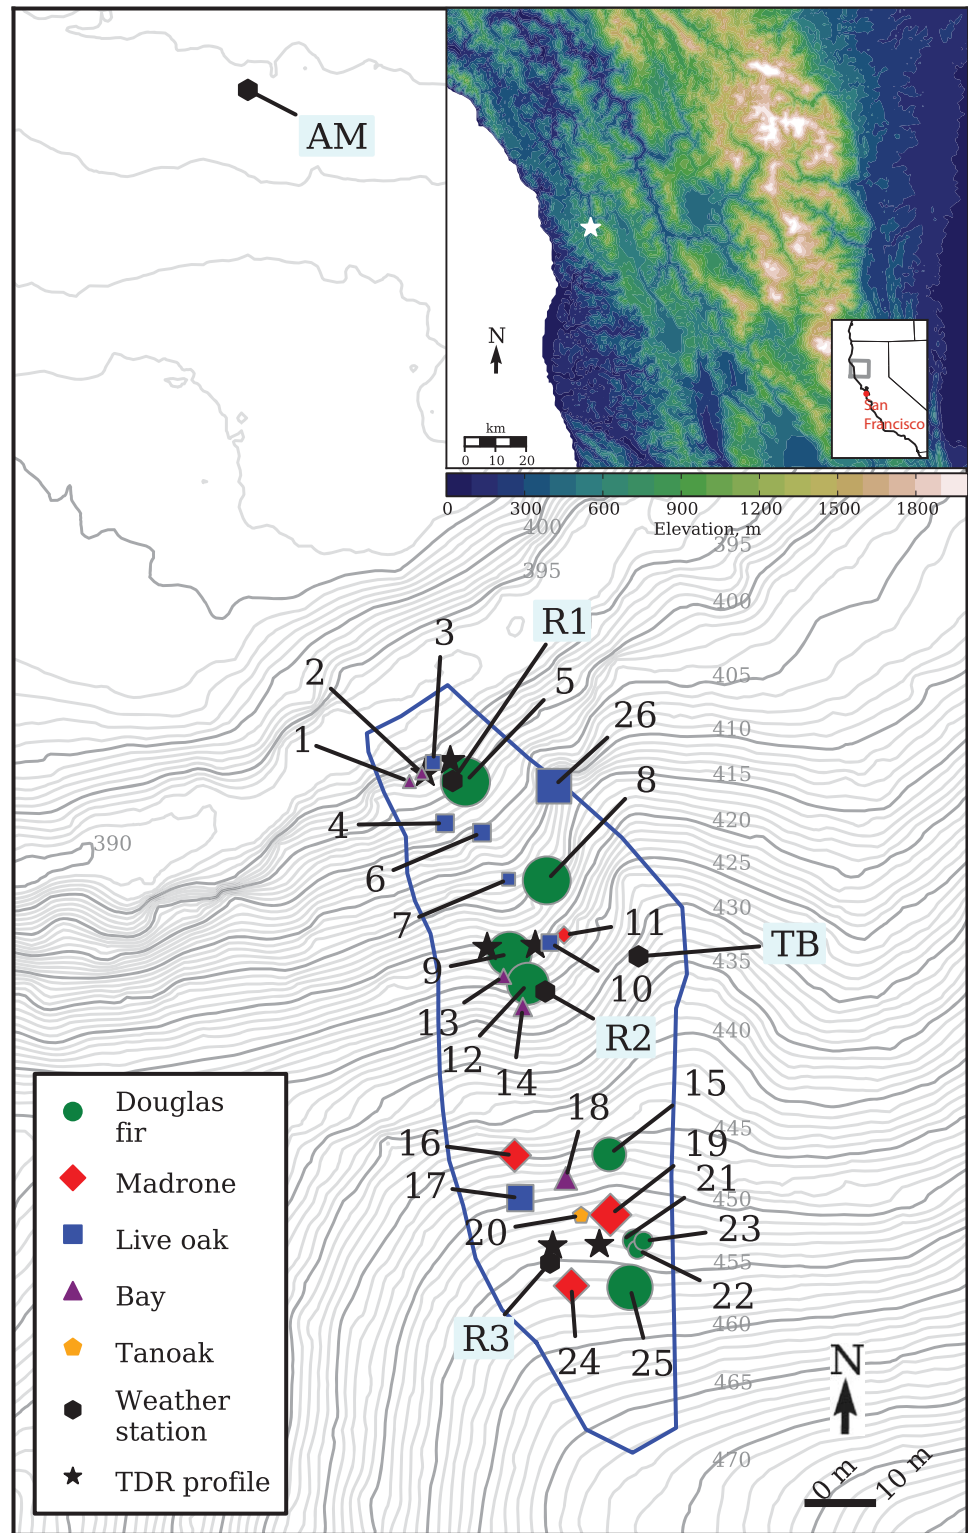 AM
N
km
0 10 20
San
Francisco
0 300 600 900 1200 1500 1800
Elevation, m
400
395
395
400
405
410
415
420
425
430
435
440
445
450
455
460
465
470
390
R1
3
2
5
1
26
8
4
6
7
11
TB
9
10
13
R2
12
14
15
18
16
19
17
21
20
23
22
R3
24
25
Douglas
fir
Madrone
Live oak
Bay
Tanoak
Weather
station
TDR profile
N
0 m 10 m